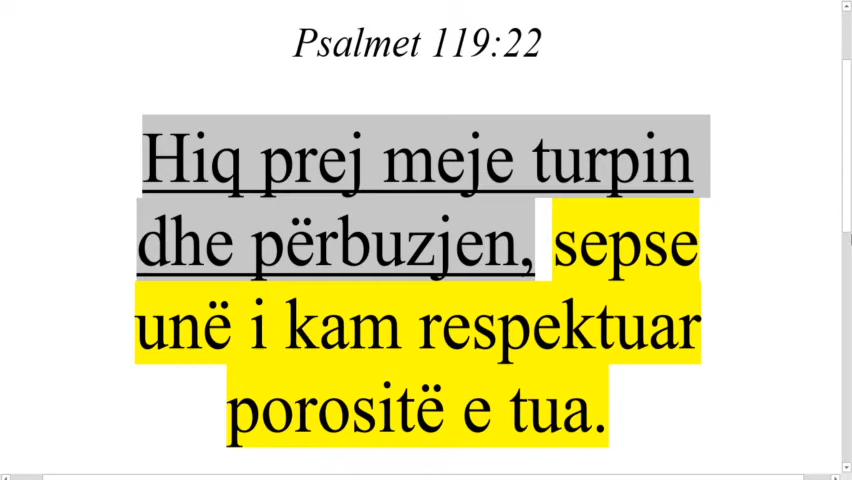 Psalmet 119:22
Hiq prej meje turpin
dhe përbuzjen, sepse
unë i kam respektuar
porositë e tua.